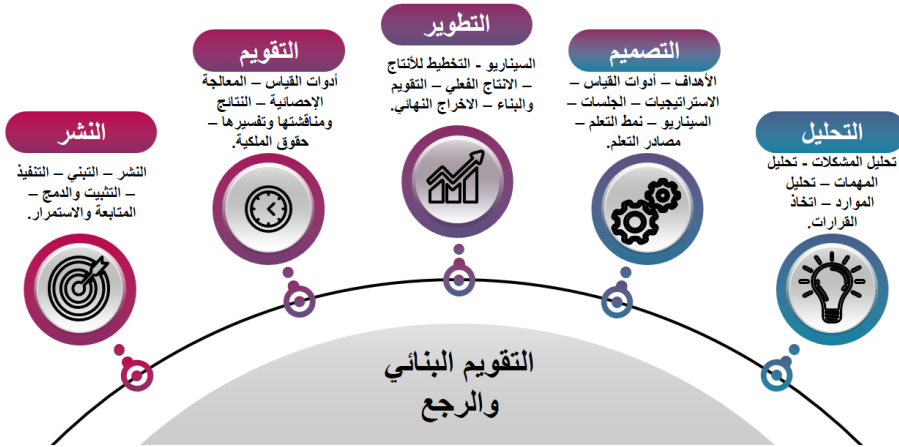 التحليل
تحليل المشكلات - تحليل
المهمات – تحليل
الموارد – اتخاذ
القرارات.
التصميم
الأهداف – أدوات القياس –
الاستراتيجيات – الجلسات –
السيناريو – نمط التعلم –
مصادر التعلم.
التطوير
السيناريو - التخطيط للأنتاج
– الانتاج الفعلي – التقويم
والبناء – الاخراج النهائي.
التقويم
أدوات القياس – المعالجة
الإحصائية – النتائج
ومناقشتها وتفسيرها –
حقوق الملكية.
النشر
النشر – التبني – التنفيذ
– التثبيت والدمج –
المتابعة والاستمرار.
التقويم البنائي
والرجع